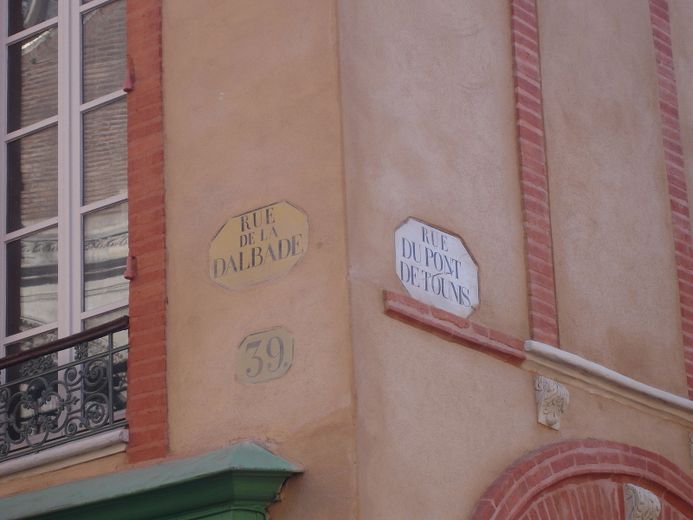 RUE
DE LA
DALBADE
39.
RUE
DU PONT
DE TOUNIS.